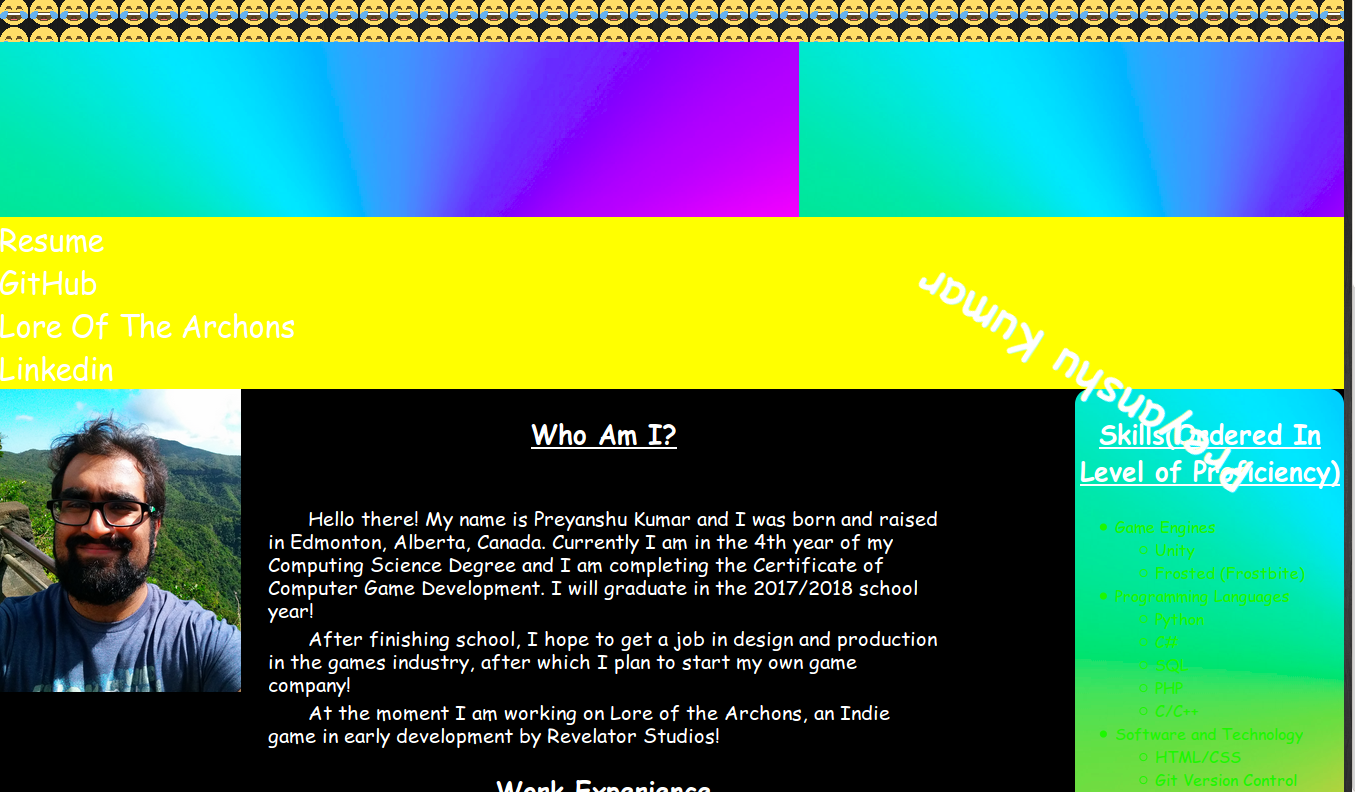 Resume
GitHub
Lore Of The Archons
Linkedin
Preyanshu Kumar
Who Am I?
Hello there! My name is Preyanshu Kumar and I was born and raised
in Edmonton, Alberta, Canada. Currently I am in the 4th year of my
Computing Science Degree and I am completing the Certificate of
Computer Game Development. I will graduate in the 2017/2018 school
year!
After finishing school, I hope to get a job in design and production
in the games industry, after which I plan to start my own game
company!
At the moment I am working on Lore of the Archons, an Indie
game in early development by Revelator Studios!
Work Experience
Skills(Ordered In
Level of Proficiency)
Game Engines
Unity
Frosted (Frostbite)
Programming Languages
Python
C#
SQL
PHP
C/C++
Software and Technology
HTML/CSS
Git Version Control